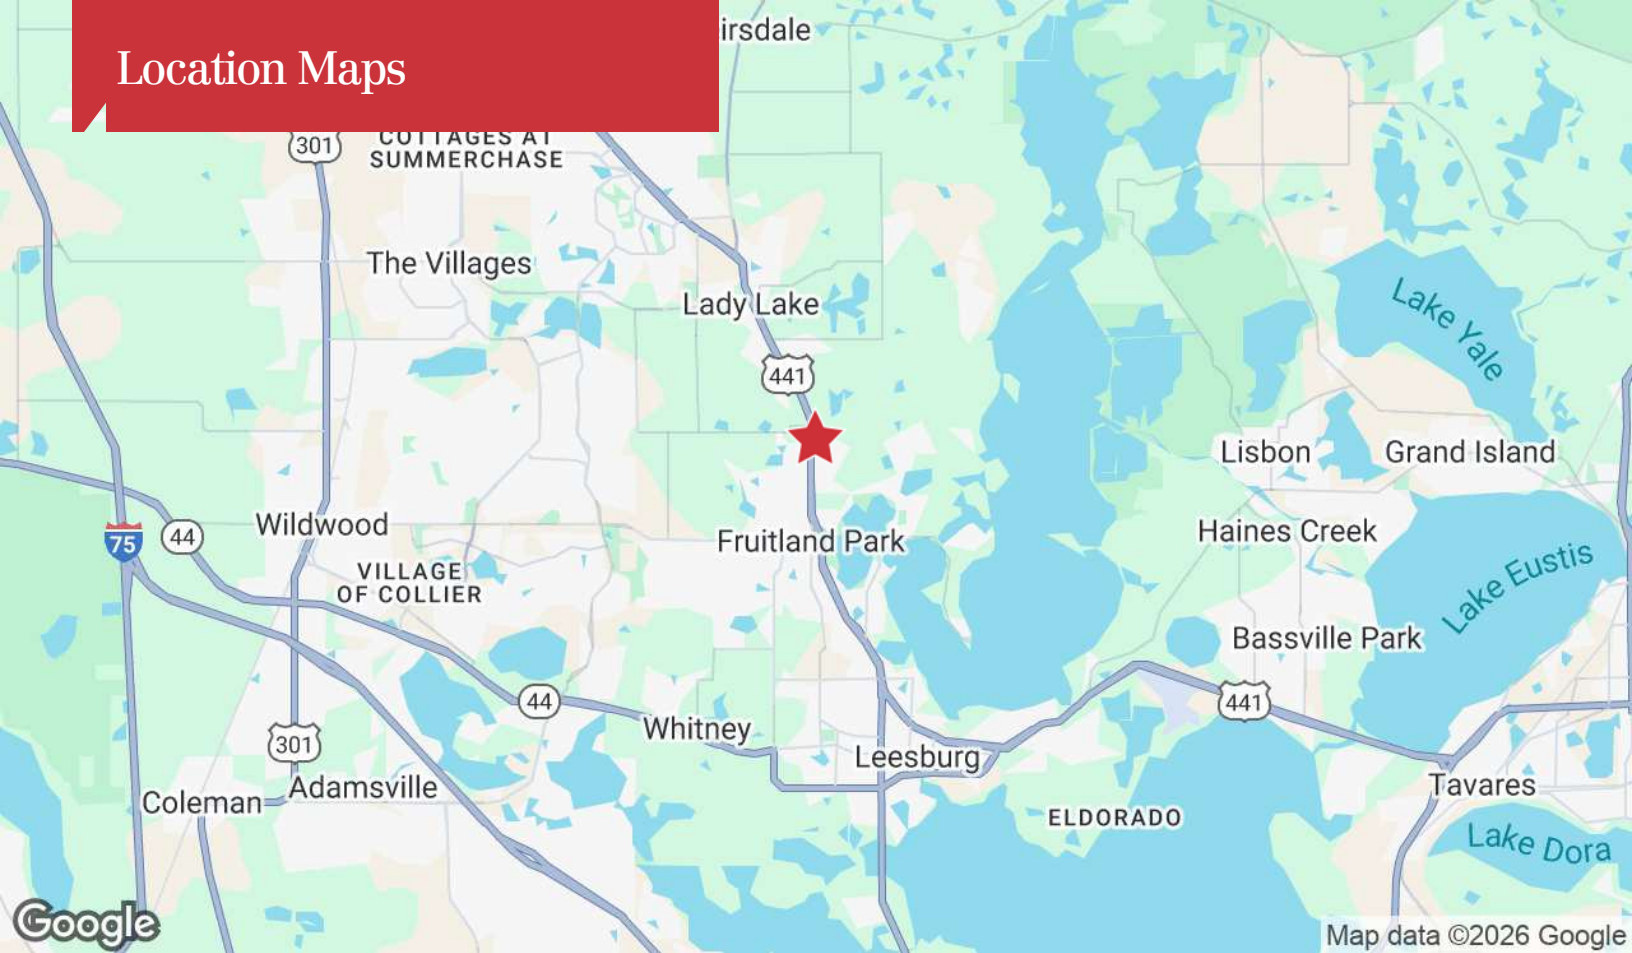 Location Maps
irsdale
301
COTTAGES AT
SUMMERCHASE
The Villages
Lady Lake
441
Lake Yale
Lisbon
Grand Island
Wildwood
75
44
Fruitland Park
Haines Creek
VILLAGE
OF COLLIER
Lake Eustis
Bassville Park
44
441
Whitney
301
Leesburg
Adamsville
Coleman
Tavares
ELDORADO
Lake Dora
Google
Map data ©2026 Google